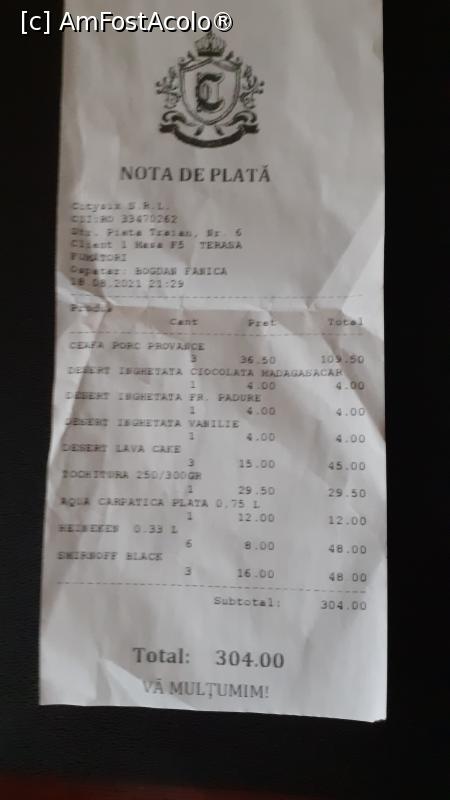 [c] AmFostAcolo®
C
NOTA DE PLATĂ
Citysix S.R.L.
CUI:RO 33470262
Str. Piata Traian, Nr. 6
Client 1 Masa F5 TERASA
FUMATORI
Ospatar: BOGDAN FANICA
18.08.2021 21:29
Produs
Cant Pret Total
CEAFA PORC PROVANCE
3 36.50 109.50
DESERT INGHETATA CIOCOLATA MADAGASACAR
1 4.00 4.00
DESERT INGHETATA FR. PADURE
1 4.00 4.00
DESERT INGHETATA VANILIE
1 4.00 4.00
DESERT LAVA CAKE
3 15.00 45.00
TOCHITURA 250/300GR
1 29.50 29.50
AQUA CARPATICA PLATA 0,75 L
1 12.00 12.00
HEINEKEN 0.33 L
6 8.00 48.00
SMIRNOFF BLACK
3 16.00 48.00
Subtotal: 304.00
Total: 304.00
VĂ MULȚUMIM!